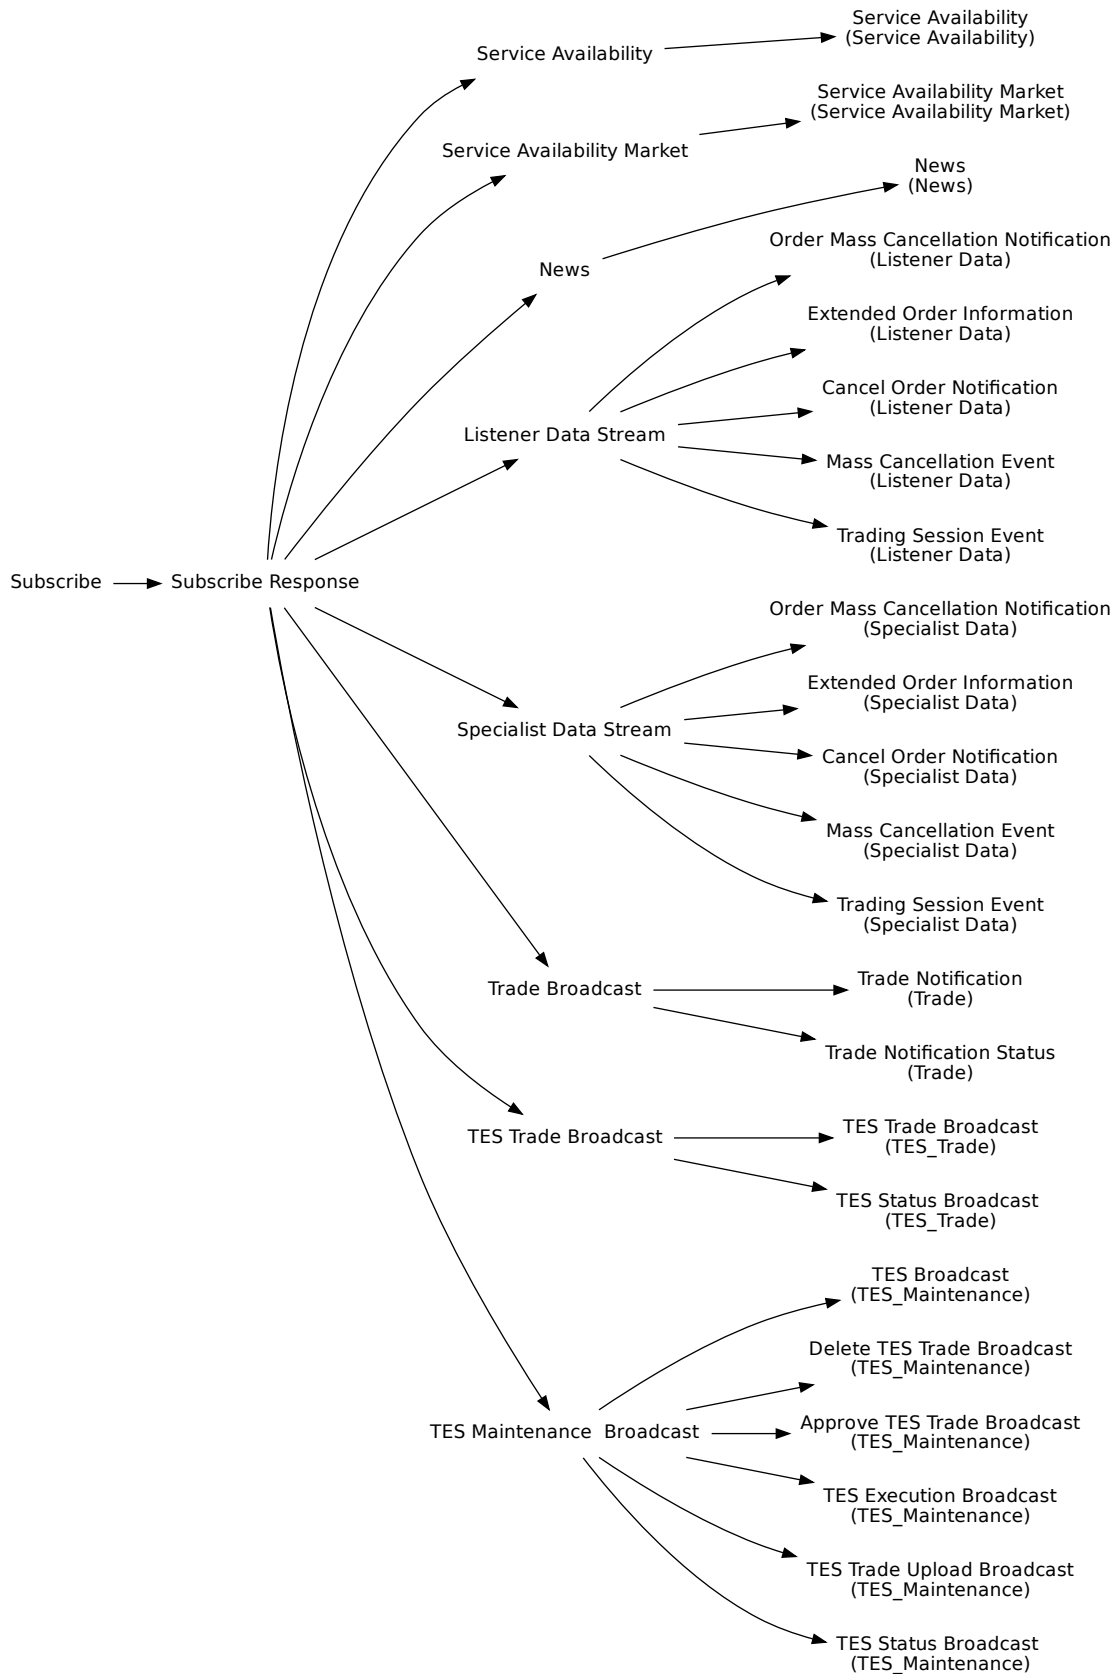 Subscribe
Subscribe Response
Service Availability
Service Availability Market
News
Listener Data Stream
Specialist Data Stream
Trade Broadcast
TES Trade Broadcast
TES Maintenance  Broadcast
Service Availability
(Service Availability)
Service Availability Market
(Service Availability Market)
News
(News)
Order Mass Cancellation Notification
(Listener Data)
Extended Order Information
(Listener Data)
Cancel Order Notification
(Listener Data)
Mass Cancellation Event
(Listener Data)
Trading Session Event
(Listener Data)
Order Mass Cancellation Notification
(Specialist Data)
Extended Order Information
(Specialist Data)
Cancel Order Notification
(Specialist Data)
Mass Cancellation Event
(Specialist Data)
Trading Session Event
(Specialist Data)
Trade Notification
(Trade)
Trade Notification Status
(Trade)
TES Trade Broadcast
(TES_Trade)
TES Status Broadcast
(TES_Trade)
TES Broadcast
(TES_Maintenance)
Delete TES Trade Broadcast
(TES_Maintenance)
Approve TES Trade Broadcast
(TES_Maintenance)
TES Execution Broadcast
(TES_Maintenance)
TES Trade Upload Broadcast
(TES_Maintenance)
TES Status Broadcast
(TES_Maintenance)